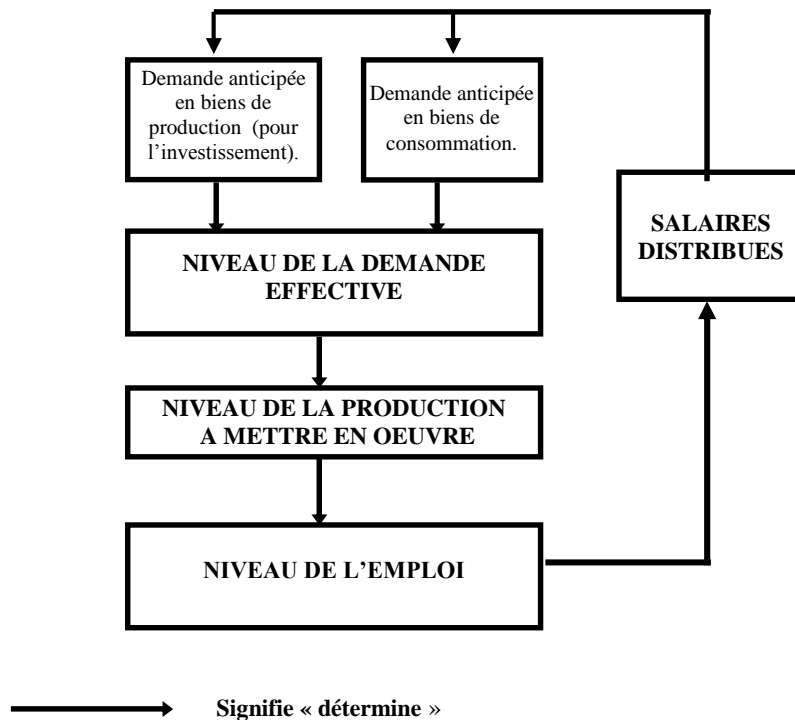 Demande anticipée
en biens de
production (pour
l’investissement).
Demande anticipée
en biens de
consommation.
SALAIRES
DISTRIBUES
NIVEAU DE LA DEMANDE
EFFECTIVE
NIVEAU DE LA PRODUCTION
A METTRE EN OEUVRE
NIVEAU DE L’EMPLOI
Signifie « détermine »